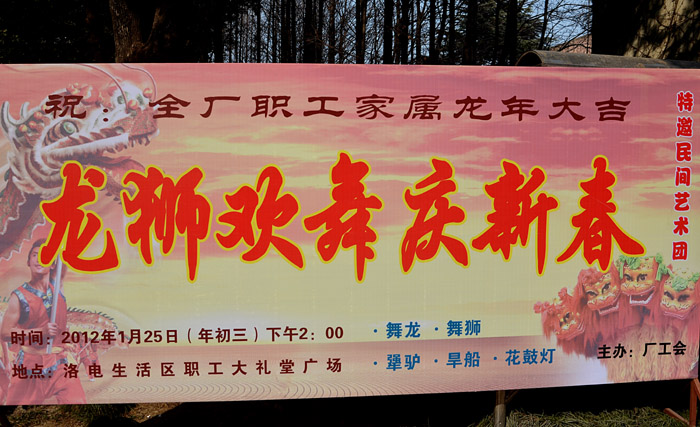 祝：全厂职工家属龙年大吉
龙狮欢舞庆新春
特邀民间艺术团
时间：2012年1月25日（年初三）下午2：00
地点：洛电生活区职工大礼堂广场
·舞龙·舞狮
·犟驴·旱船·花鼓灯
主办：厂工会